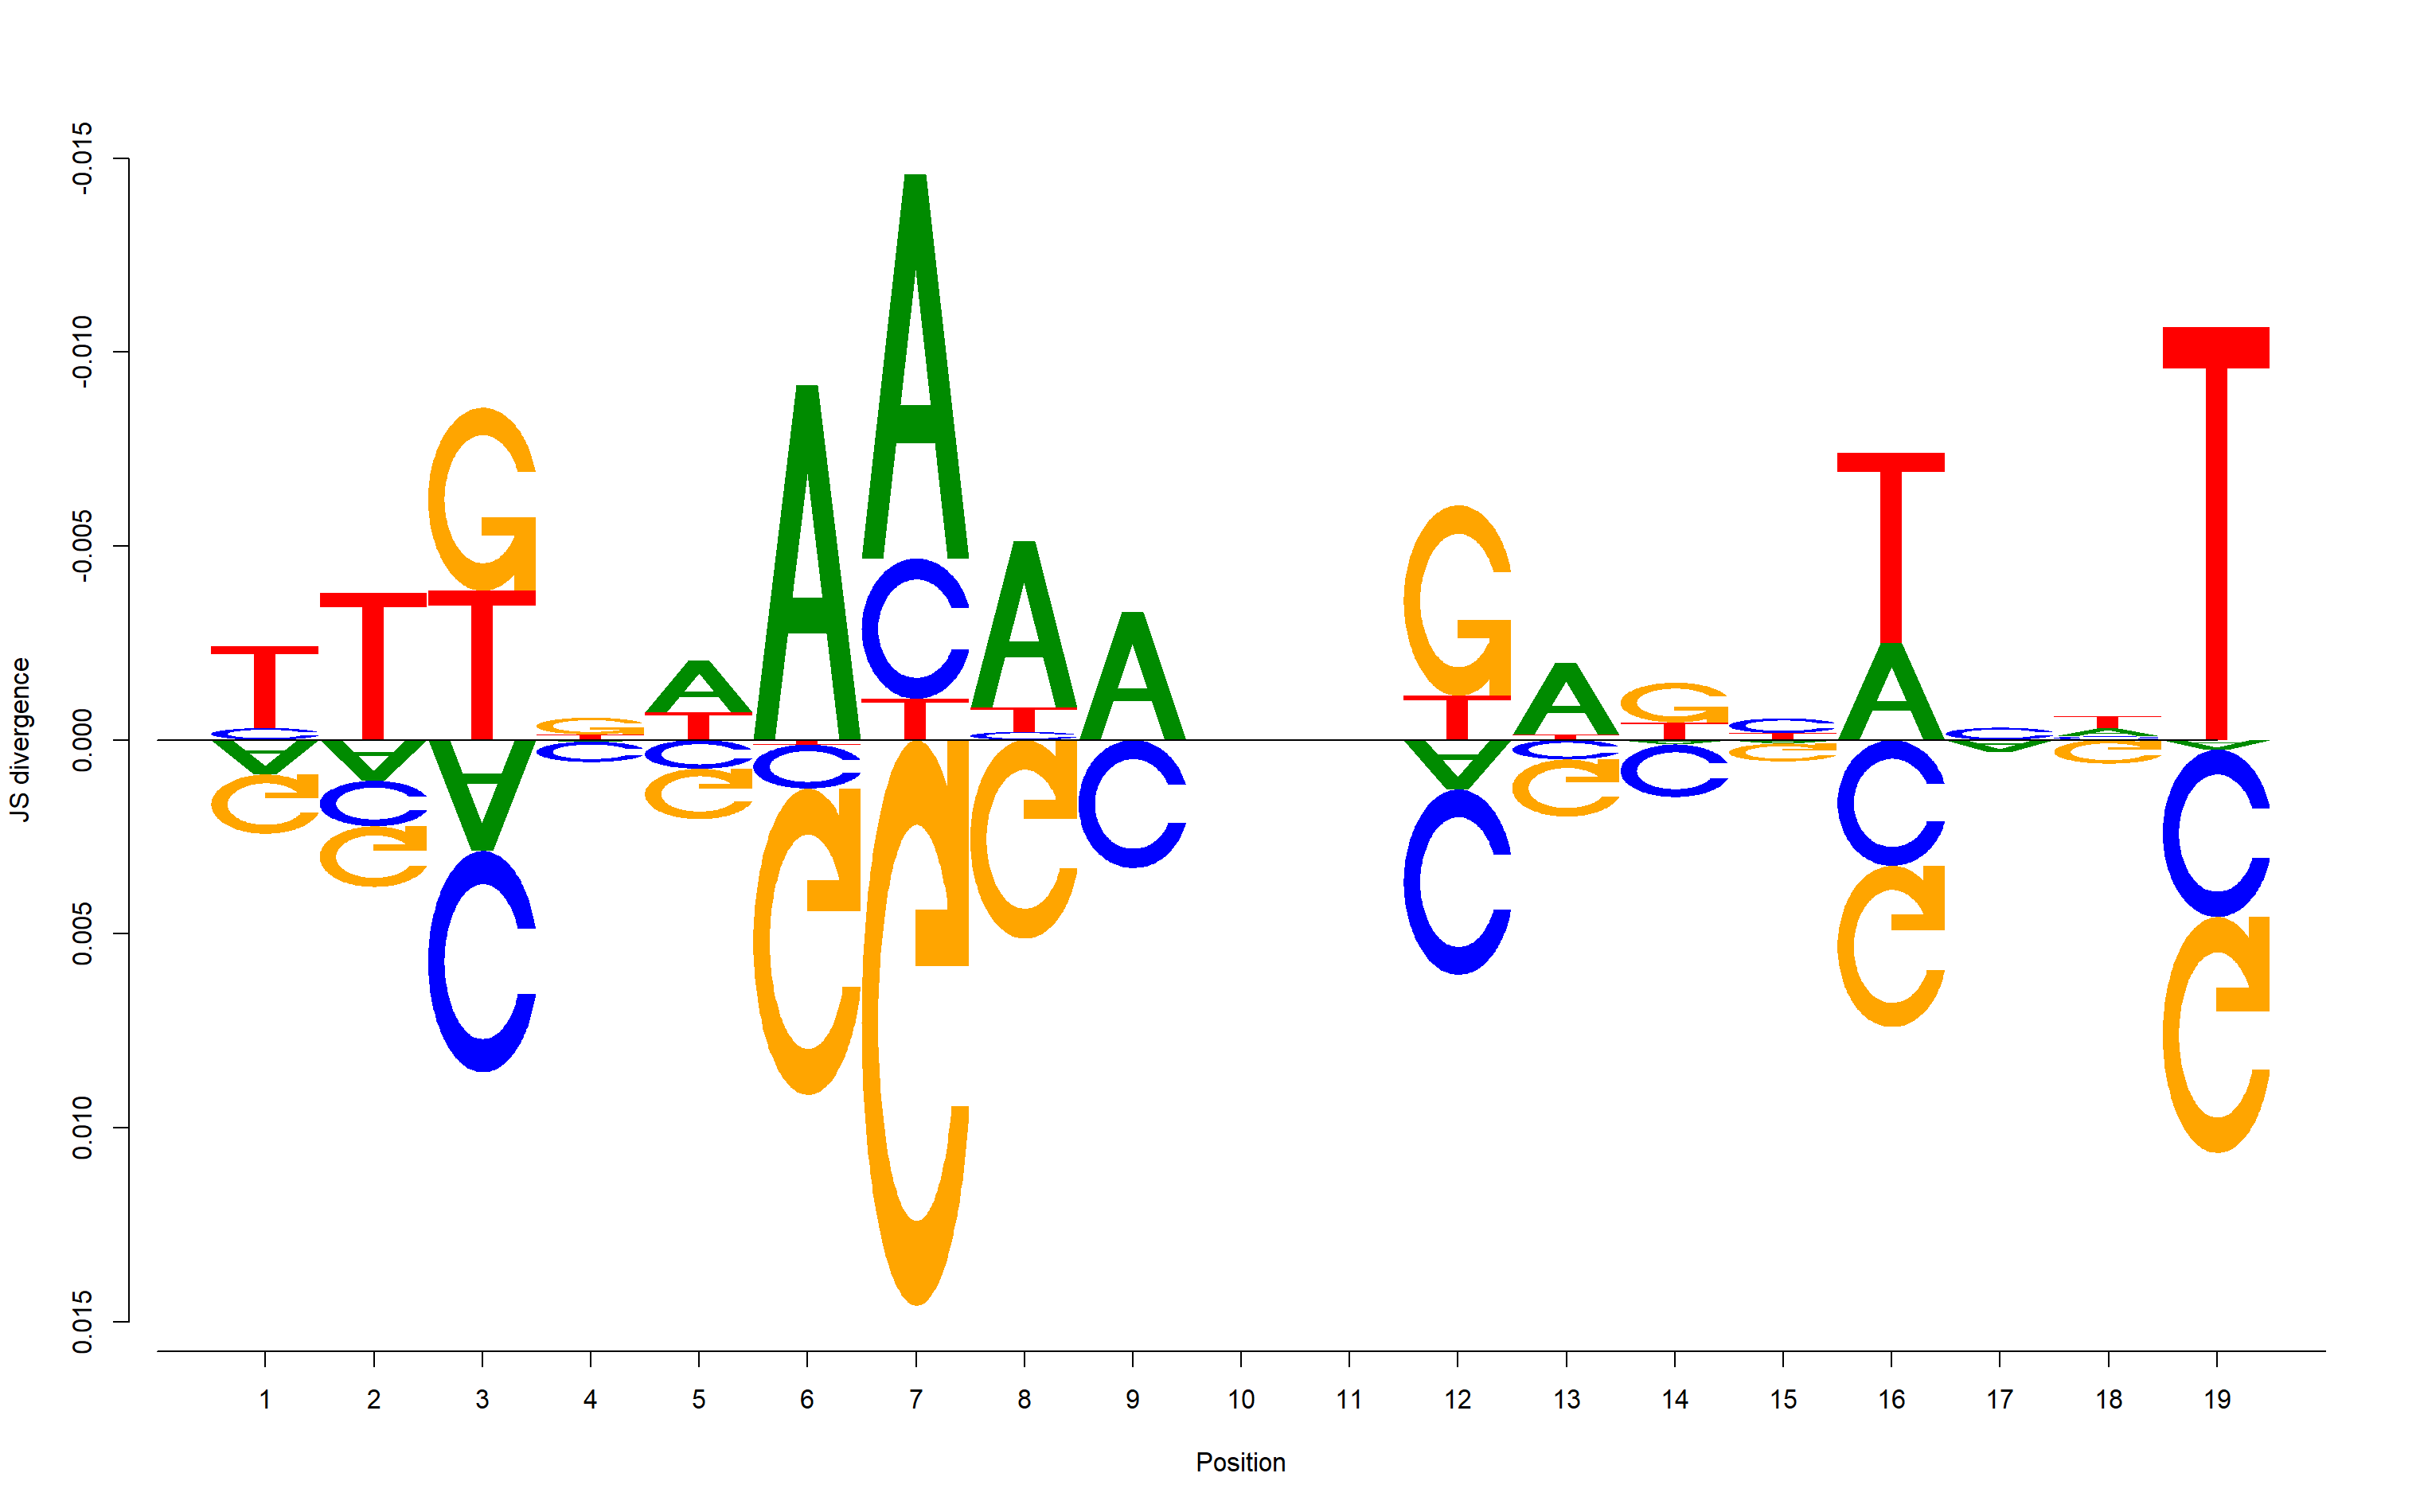 JS divergence
-0.015
-0.010
-0.005
0.000
0.005
0.010
0.015
T C A G
T A C G
G T A C
G T C
A T C G
A T C G
A C T G
A T C G
A C
G T A C
A T C G
G T A C
C T A G
T A C G
C A
T A C G
T A C G
1 2 3 4 5 6 7 8 9 10 11 12 13 14 15 16 17 18 19
Position